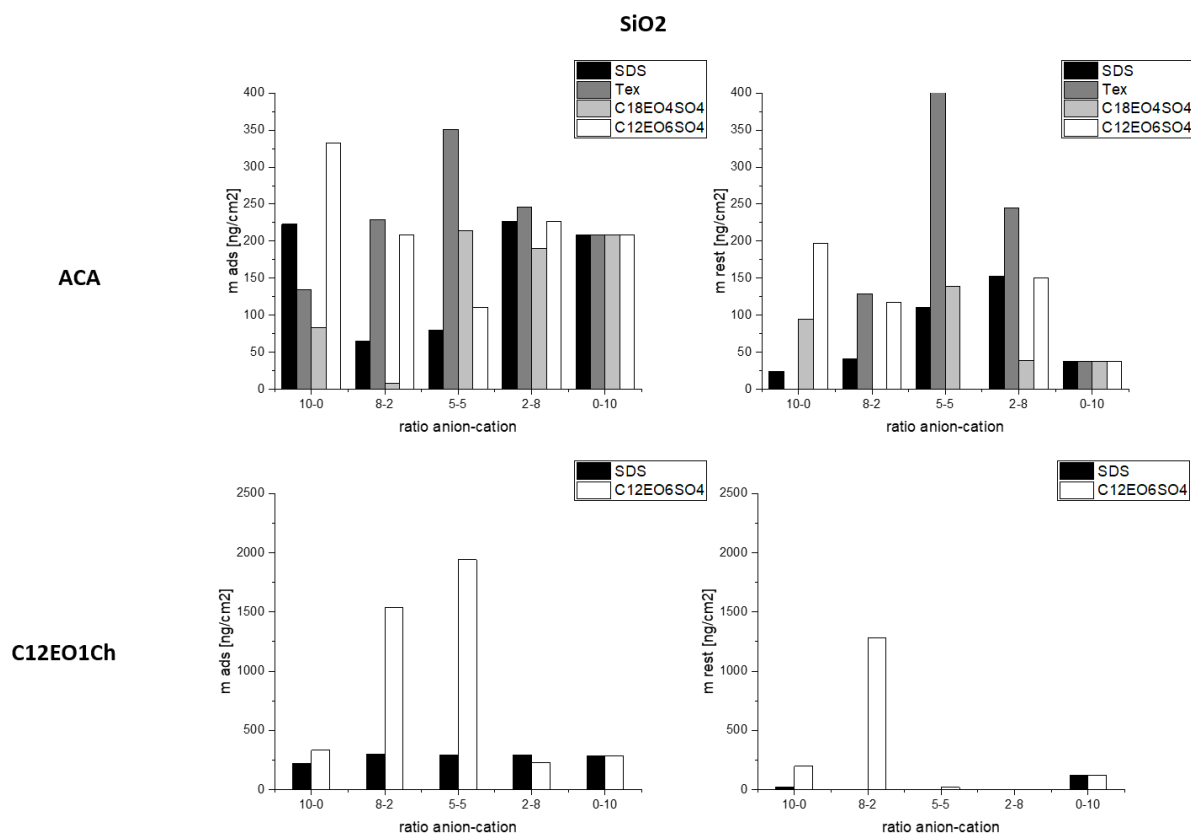 SiO2
ACA
SDS
Tex
C18EO4SO4
C12EO6SO4
400
350
300
250
200
150
100
50
0
m ads [ng/cm2]
10-0 8-2 5-5 2-8 0-10
ratio anion-cation
SDS
Tex
C18EO4SO4
C12EO6SO4
400
350
300
250
200
150
100
50
0
m rest [ng/cm2]
10-0 8-2 5-5 2-8 0-10
ratio anion-cation
C12EO1Ch
SDS
C12EO6SO4
2500
2000
1500
1000
500
0
m ads [ng/cm2]
10-0 8-2 5-5 2-8 0-10
ratio anion-cation
SDS
C12EO6SO4
2500
2000
1500
1000
500
0
m rest [ng/cm2]
10-0 8-2 5-5 2-8 0-10
ratio anion-cation